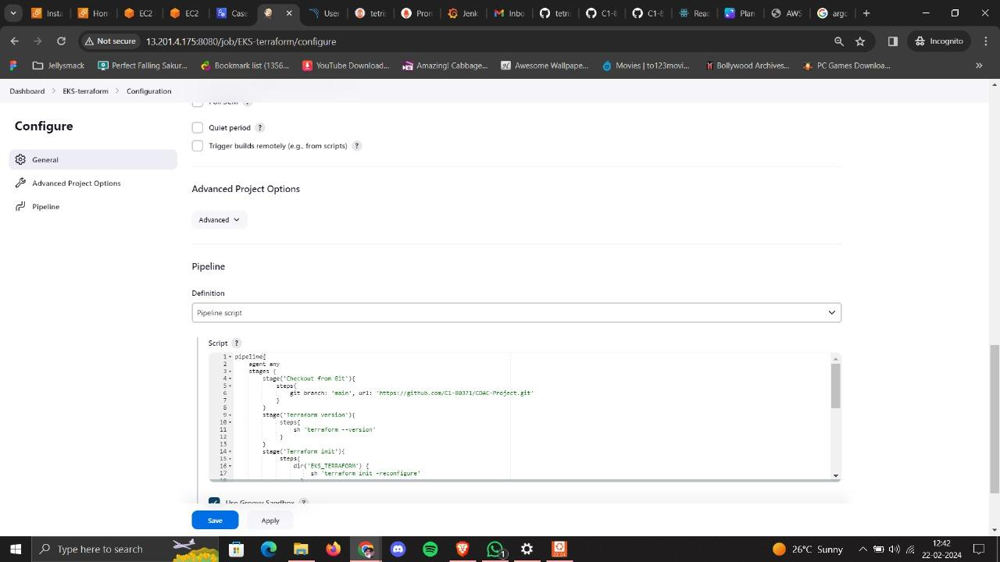 Insta
Hom
EC2
EC2
Case
User
tetri
Pron
Jenk
Inbo
tetri
C1-8
C1-8
Reac
Plan
AWS
argo
Not secure
13.201.4.175:8080/job/EKS-terraform/configure
Incognito
Jellysmack
Perfect Falling Sakur...
Bookmark list (1356...
YouTube Download...
Amazing! Cabbage...
Awesome Wallpape...
Movies | to123movi...
Bollywood Archives...
PC Games Downloa...
Dashboard > EKS-terraform > Configuration
Poll SCM ?
Configure
General
Advanced Project Options
Pipeline
Quiet period ?
Trigger builds remotely (e.g., from scripts) ?
Advanced Project Options
Advanced
Pipeline
Definition
Pipeline script
Script ?
1 pipeline{
2 agent any
3 stages {
4 stage('Checkout from Git'){
5 steps{
6 git branch: 'main', url: 'https://github.com/C1-80371/CDAC-Project.git'
7 }
8 }
9 stage('Terraform version'){
10 steps{
11 sh 'terraform --version'
12 }
13 }
14 stage('Terraform init'){
15 steps{
16 dir('EKS_TERRAFORM') {
17 sh 'terraform init -reconfigure'
18 }
Use Groovy Sandbox ?
Save
Apply
Type here to search
1
26°C Sunny
12:42
22-02-2024